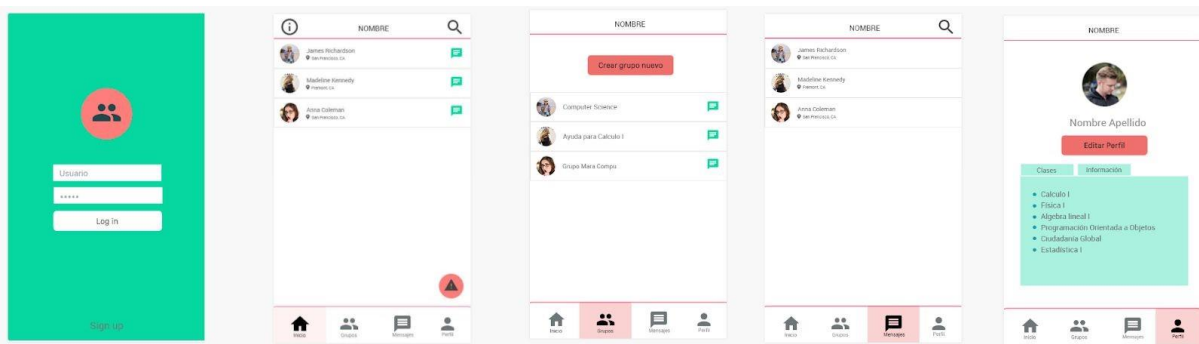 Usuario
*****
Log in
Sign up
NOMBRE
James Richardson
San Francisco, CA
Madeline Kennedy
Fremont, CA
Anna Coleman
San Francisco, CA
Inicio
Grupos
Mensajes
Perfil
NOMBRE
Crear grupo nuevo
Computer Science
Ayuda para Calculo I
Grupo Mara Compu
Inicio
Grupos
Mensajes
Perfil
NOMBRE
James Richardson
San Francisco, CA
Madeline Kennedy
Fremont, CA
Anna Coleman
San Francisco, CA
Inicio
Grupos
Mensajes
Perfil
NOMBRE
Nombre Apellido
Editar Perfil
Clases
Información
Calculo I
Física I
Algebra lineal I
Programación Orientada a Objetos
Ciudadanía Global
Estadística I
Inicio
Grupos
Mensajes
Perfil